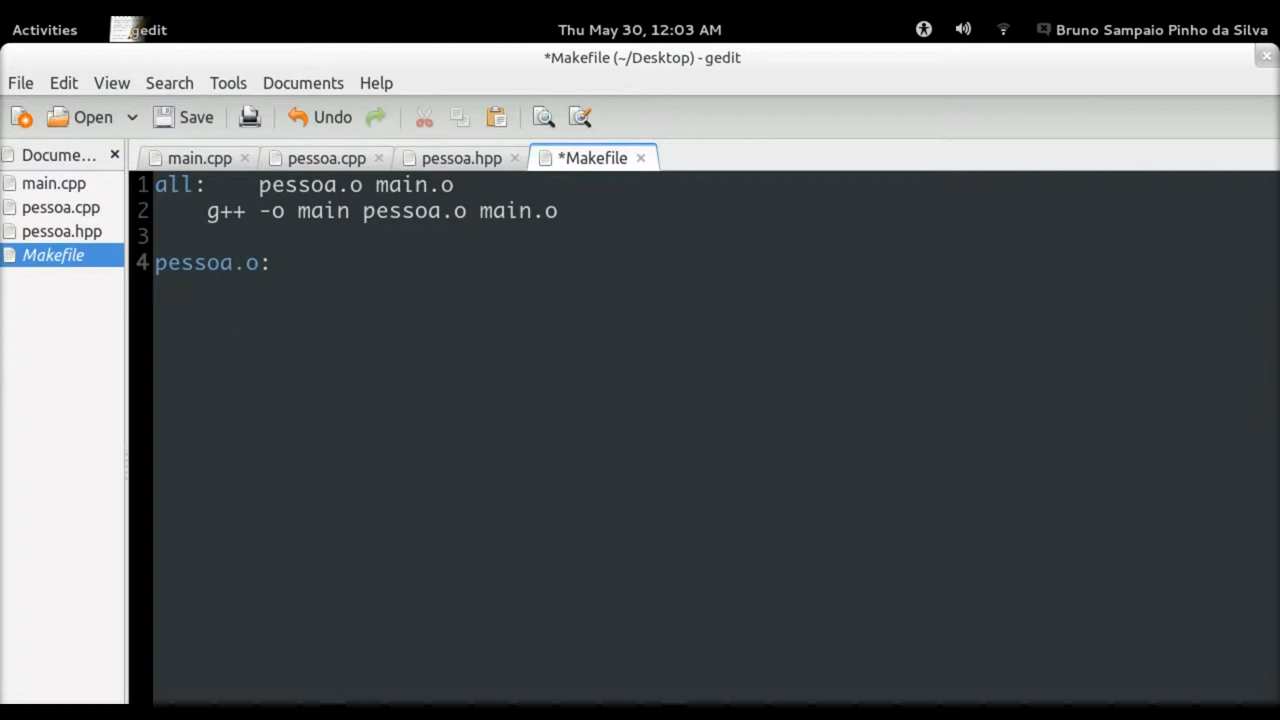 Activities gedit Thu May 30, 12:03 AM Bruno Sampaio Pinho da Silva
*Makefile (~/Desktop) - gedit
File Edit View Search Tools Documents Help
Open Save Undo
Docume... main.cpp pessoa.cpp pessoa.hpp *Makefile
main.cpp
pessoa.cpp
pessoa.hpp
Makefile
1 all: pessoa.o main.o
2 g++ -o main pessoa.o main.o
3
4 pessoa.o: